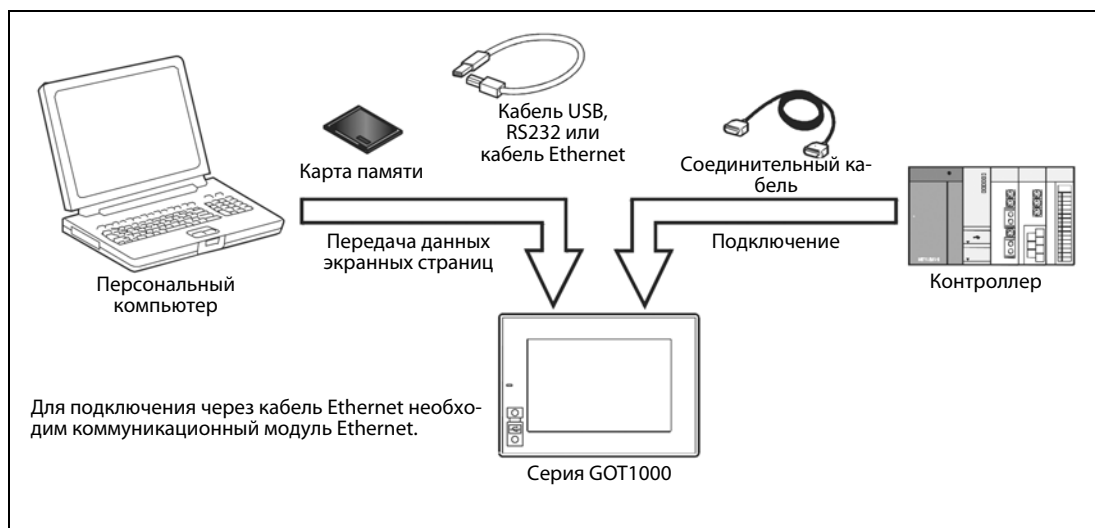 Кабель USB,
RS232 или
кабель Ethernet
Карта памяти
Соединительный ка-
бель
Передача данных
экранных страниц
Подключение
Персональный
компьютер
Контроллер
Для подключения через кабель Ethernet необхо-
дим коммуникационный модуль Ethernet.
Серия GOT1000